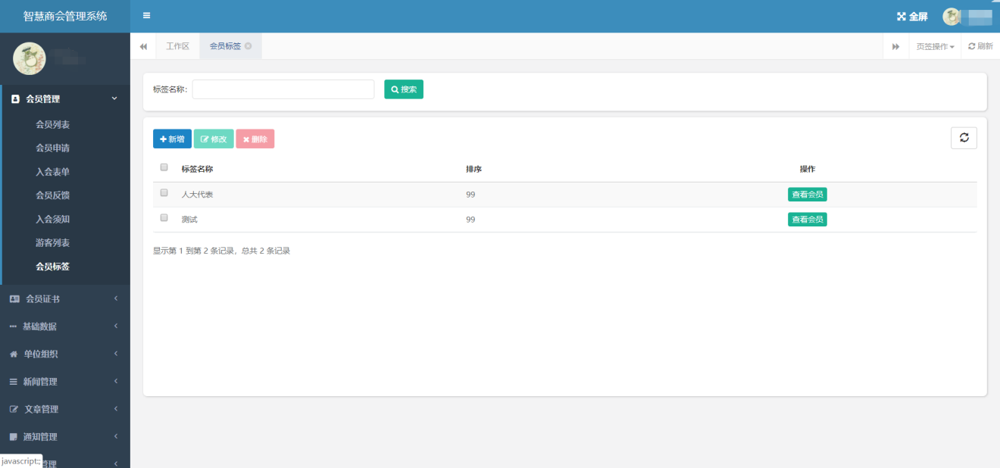 智慧商会管理系统
全屏
工作区
会员标签
页签操作
刷新
会员管理
会员列表
会员申请
入会表单
会员反馈
入会须知
游客列表
会员标签
会员证书
基础数据
单位组织
新闻管理
文章管理
通知管理
管理
javascript:;
标签名称：
搜索
新增
修改
删除
标签名称 排序 操作
人大代表 99 查看会员
测试 99 查看会员
显示第 1 到第 2 条记录，总共 2 条记录